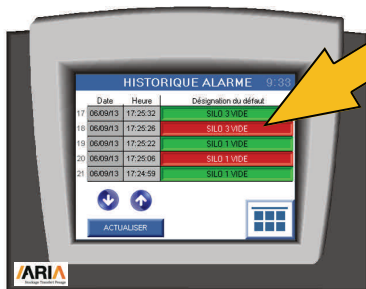 HISTORIQUE ALARME 9:33
Date Heure Désignation du défaut
17 06/09/13 17:25:32 SILO 3 VIDE
18 06/09/13 17:25:26 SILO 3 VIDE
19 06/09/13 17:25:22 SILO 1 VIDE
20 06/09/13 17:25:06 SILO 1 VIDE
21 06/09/13 17:24:59 SILO 1 VIDE
ACTUALISER
ARIA